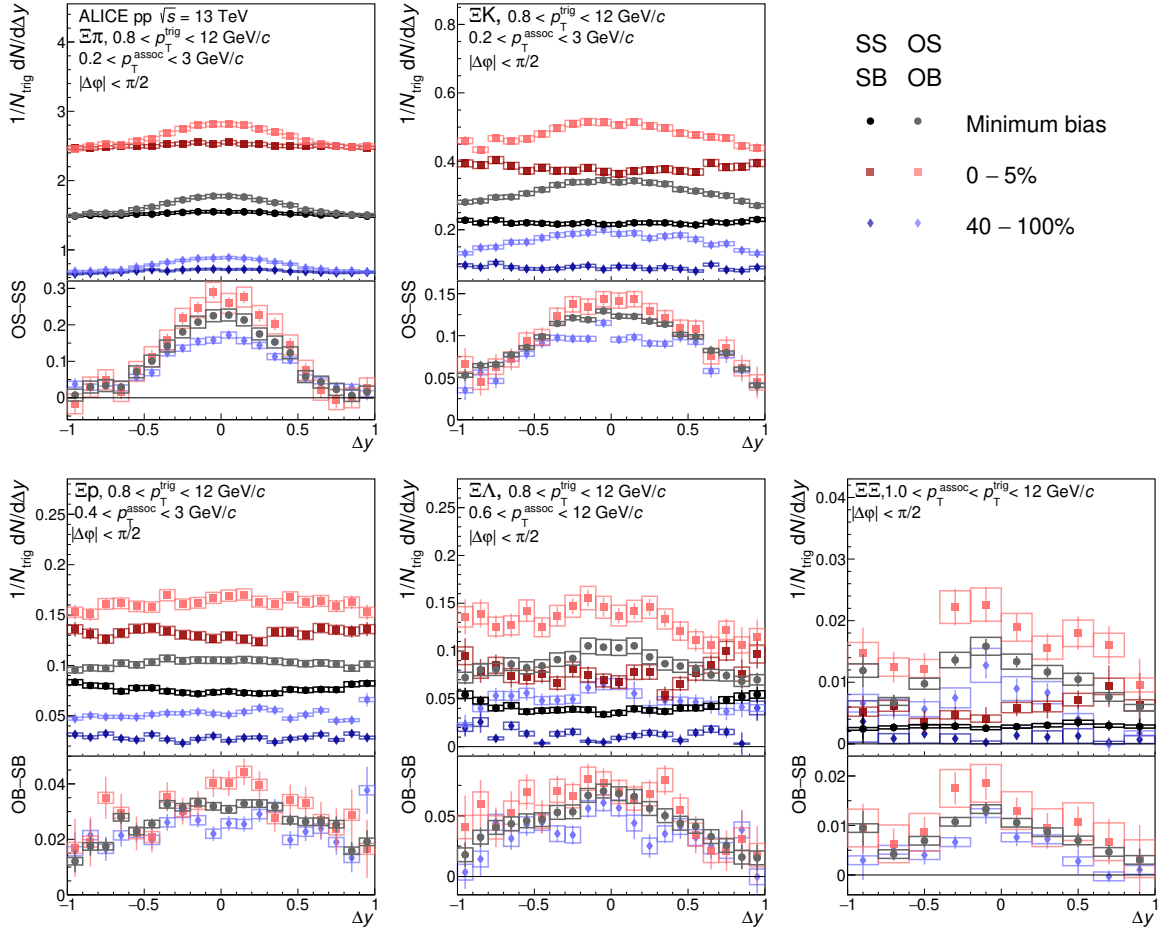 ALICE pp √s = 13 TeV
Ξπ, 0.8 < p_T^trig < 12 GeV/c
0.2 < p_T^assoc < 3 GeV/c
|Δφ| < π/2
1/N_trig dN/dΔy
4
3
2
1
OS–SS
0.3
0.2
0.1
0
−1 −0.5 0 0.5 1
Δy
ΞK, 0.8 < p_T^trig < 12 GeV/c
0.2 < p_T^assoc < 3 GeV/c
|Δφ| < π/2
1/N_trig dN/dΔy
0.8
0.6
0.4
0.2
OS–SS
0.15
0.1
0.05
0
−1 −0.5 0 0.5 1
Δy
SS OS
SB OB
Minimum bias
0 – 5%
40 – 100%
Ξp, 0.8 < p_T^trig < 12 GeV/c
0.4 < p_T^assoc < 3 GeV/c
|Δφ| < π/2
1/N_trig dN/dΔy
0.25
0.2
0.15
0.1
0.05
OB–SB
0.04
0.02
0
−1 −0.5 0 0.5 1
Δy
ΞΛ, 0.8 < p_T^trig < 12 GeV/c
0.6 < p_T^assoc < 12 GeV/c
|Δφ| < π/2
1/N_trig dN/dΔy
0.25
0.2
0.15
0.1
0.05
0
OB–SB
0.05
0
−1 −0.5 0 0.5 1
Δy
ΞΞ, 1.0 < p_T^assoc < p_T^trig < 12 GeV/c
|Δφ| < π/2
1/N_trig dN/dΔy
0.04
0.03
0.02
0.01
0
OB–SB
0.02
0.01
0
−1 −0.5 0 0.5 1
Δy